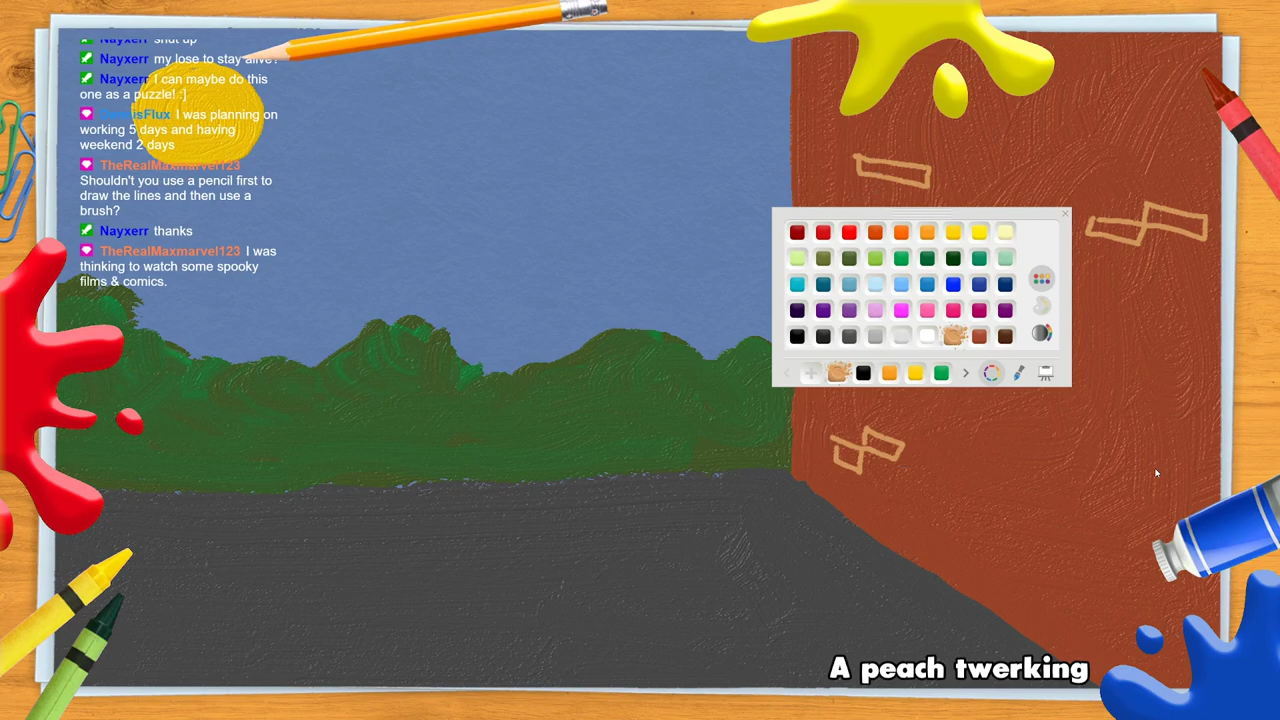 Nayxerr shut up
Nayxerr my lose to stay alive?
Nayxerr I can maybe do this
one as a puzzle! :]
I was planning on
working 5 days and having
weekend 2 days
TheRealMaxmarvel123
Shouldn't you use a pencil first to
draw the lines and then use a
brush?
Nayxerr thanks
TheRealMaxmarvel123 I was
thinking to watch some spooky
films & comics.
A peach twerking